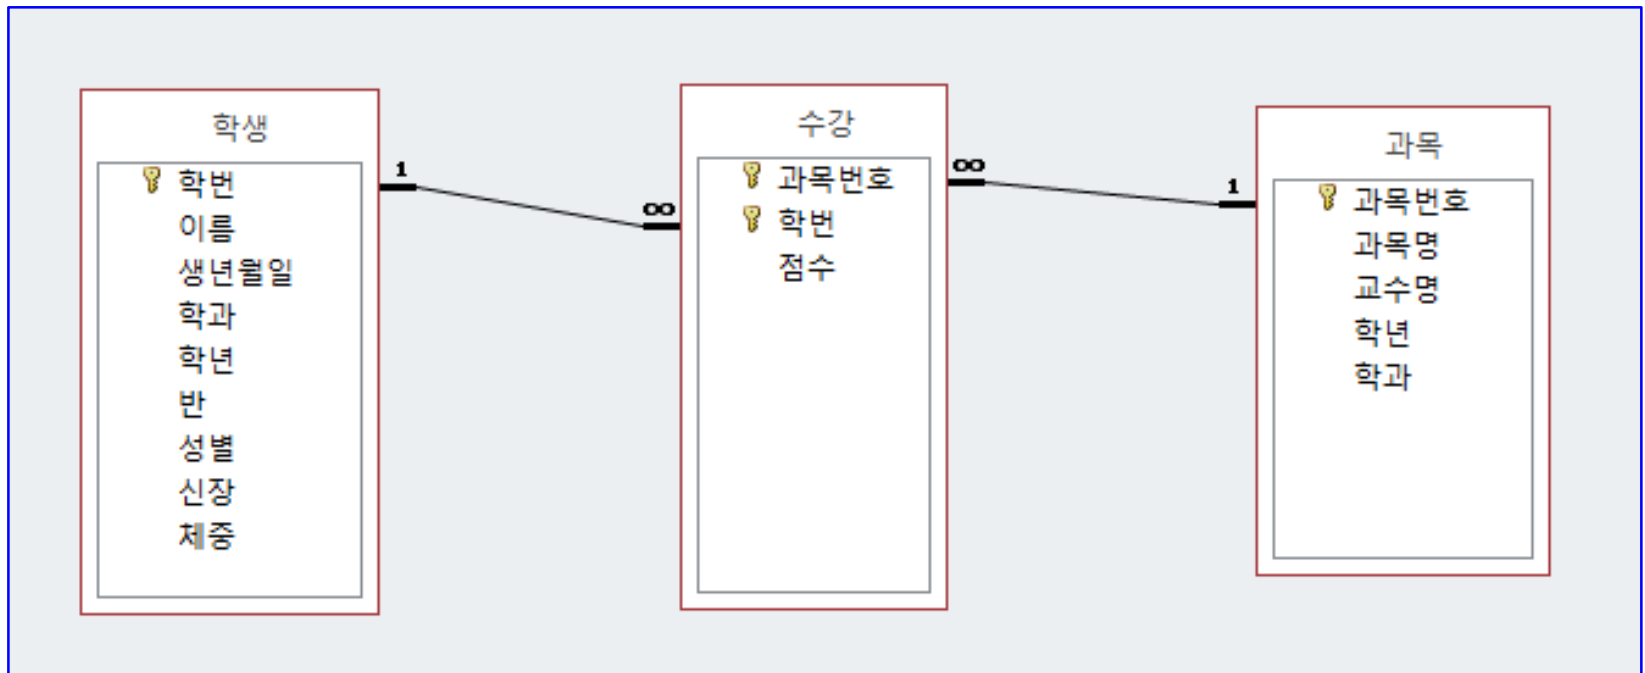 학생
학번
이름
생년월일
학과
학년
반
성별
신장
체중
1
∞
수강
과목번호
학번
점수
∞
1
과목
과목번호
과목명
교수명
학년
학과